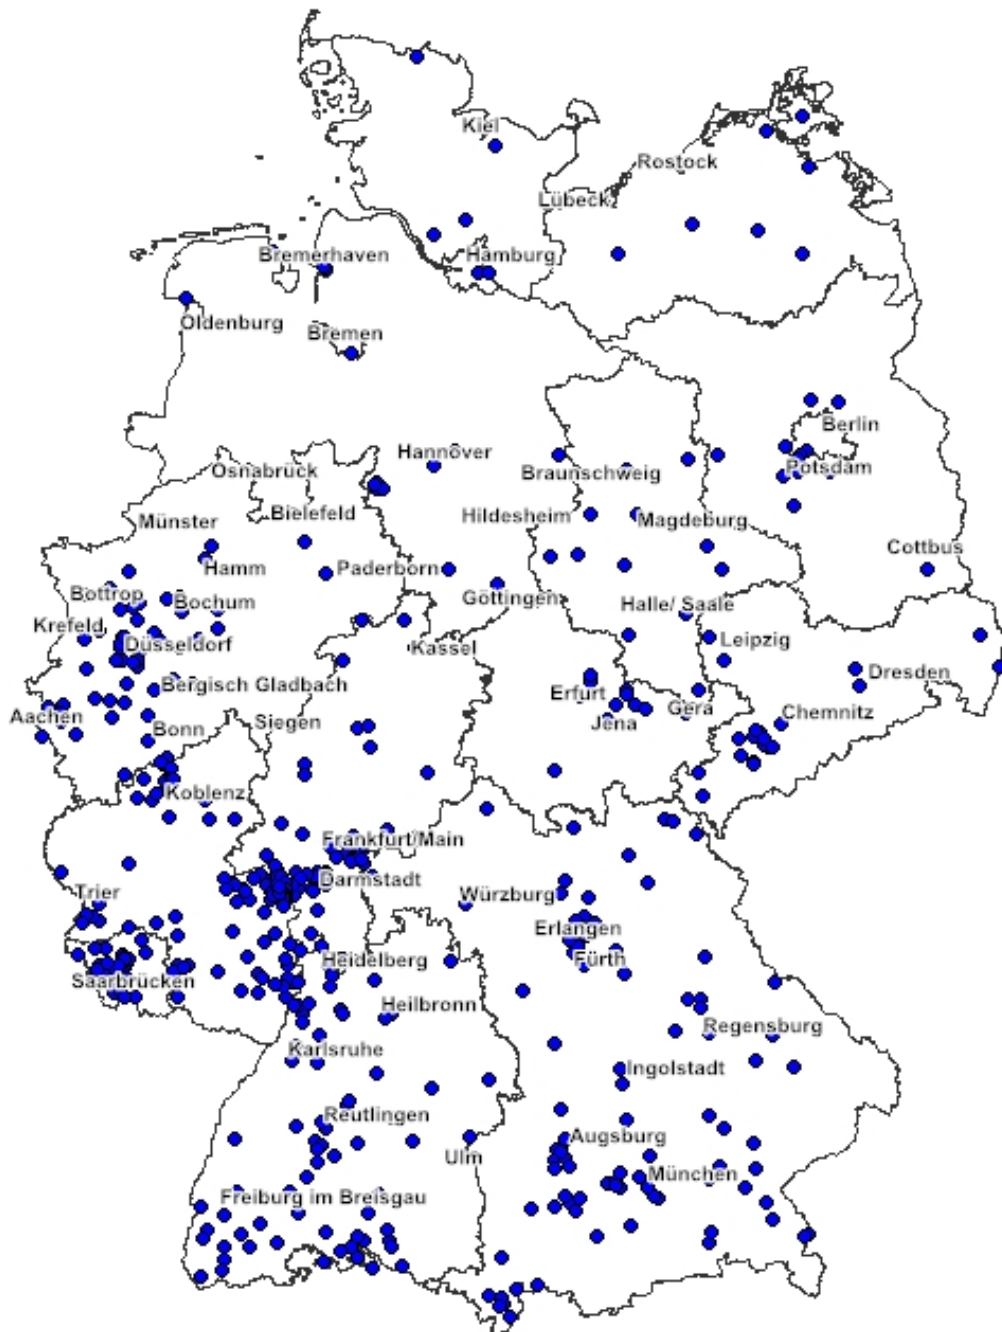 Kiel
Rostock
Lübeck
Bremerhaven
Hamburg
Oldenburg
Bremen
Berlin
Hannover
Osnabrück
Braunschweig
Potsdam
Bielefeld
Münster
Hildesheim
Magdeburg
Cottbus
Hamm
Paderborn
Bottrop
Bochum
Göttingen
Halle/ Saale
Krefeld
Düsseldorf
Kassel
Leipzig
Dresden
Bergisch Gladbach
Erfurt
Aachen
Siegen
Jena
Gera
Chemnitz
Bonn
Koblenz
Frankfurt/Main
Darmstadt
Trier
Würzburg
Erlangen
Fürth
Heidelberg
Saarbrücken
Heilbronn
Regensburg
Karlsruhe
Ingolstadt
Reutlingen
Augsburg
Ulm
München
Freiburg im Breisgau